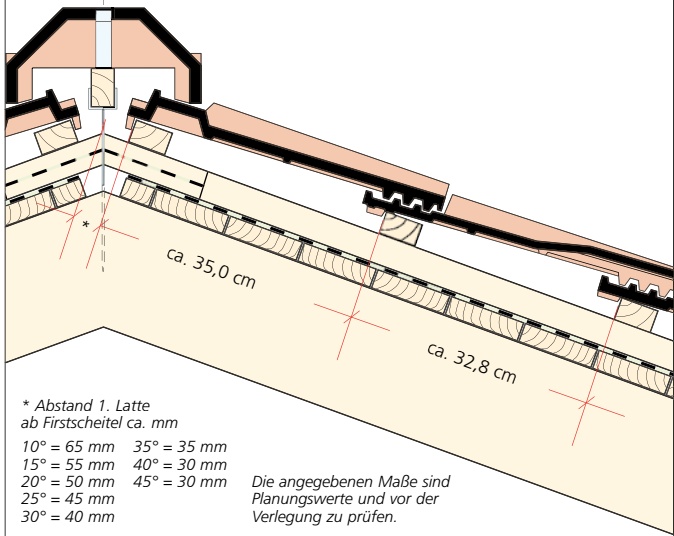 *
ca. 35,0 cm
ca. 32,8 cm
* Abstand 1. Latte
ab Firstscheitel ca. mm
10° = 65 mm 35° = 35 mm
15° = 55 mm 40° = 30 mm
20° = 50 mm 45° = 30 mm
25° = 45 mm
30° = 40 mm
Die angegebenen Maße sind
Planungswerte und vor der
Verlegung zu prüfen.